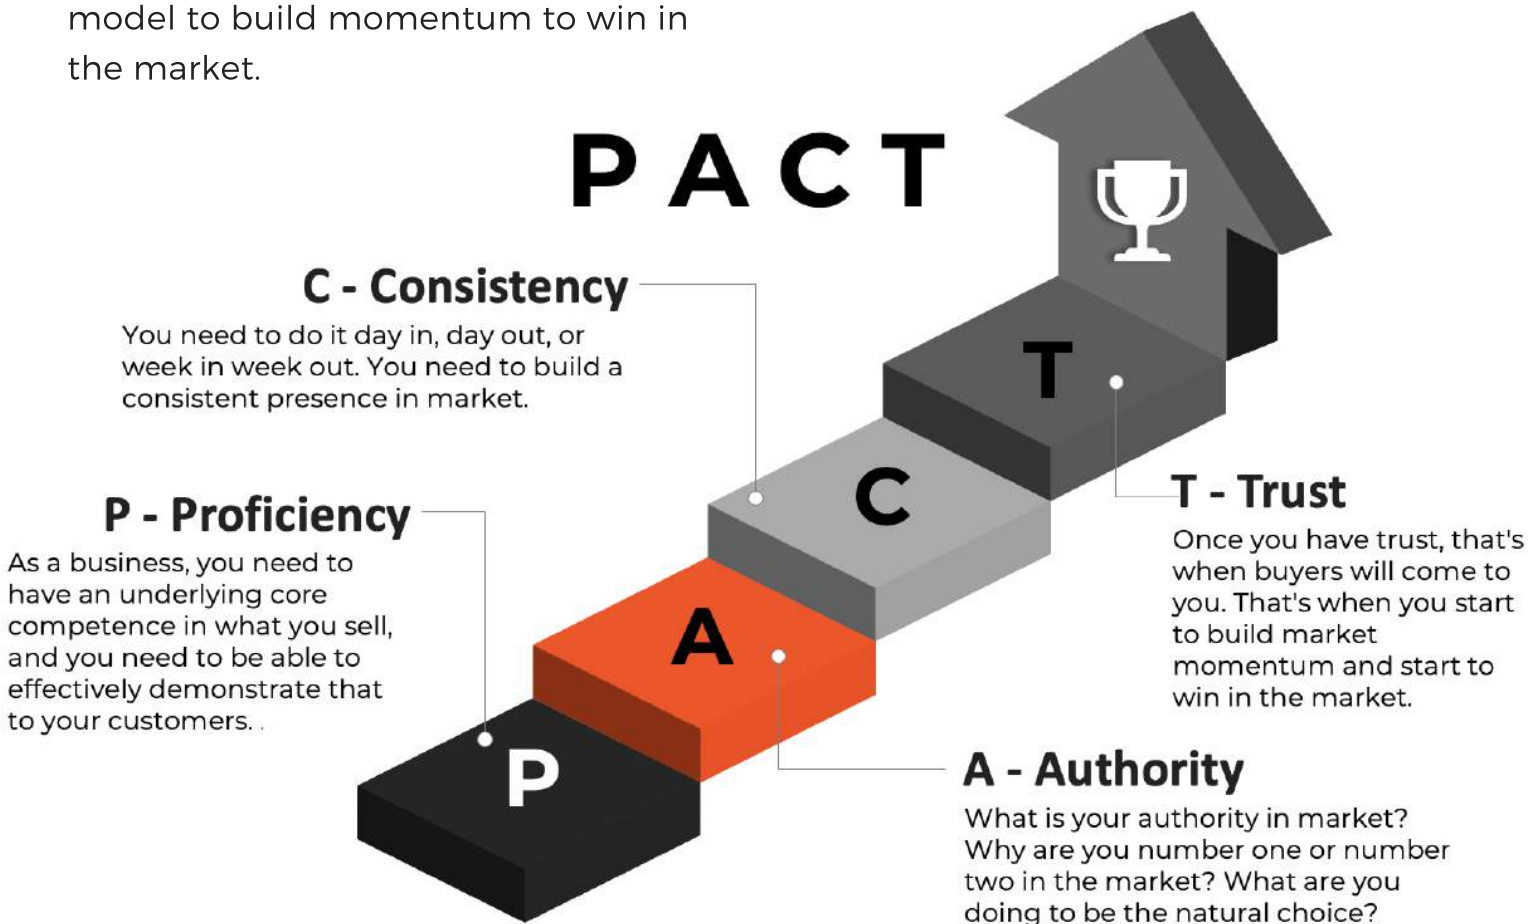 model to build momentum to win in
the market.
PACT
C - Consistency
You need to do it day in, day out, or
week in week out. You need to build a
consistent presence in market.
P - Proficiency
As a business, you need to
have an underlying core
competence in what you sell,
and you need to be able to
effectively demonstrate that
to your customers. .
T
C
A
P
T - Trust
Once you have trust, that's
when buyers will come to
you. That's when you start
to build market
momentum and start to
win in the market.
A - Authority
What is your authority in market?
Why are you number one or number
two in the market? What are you
doing to be the natural choice?